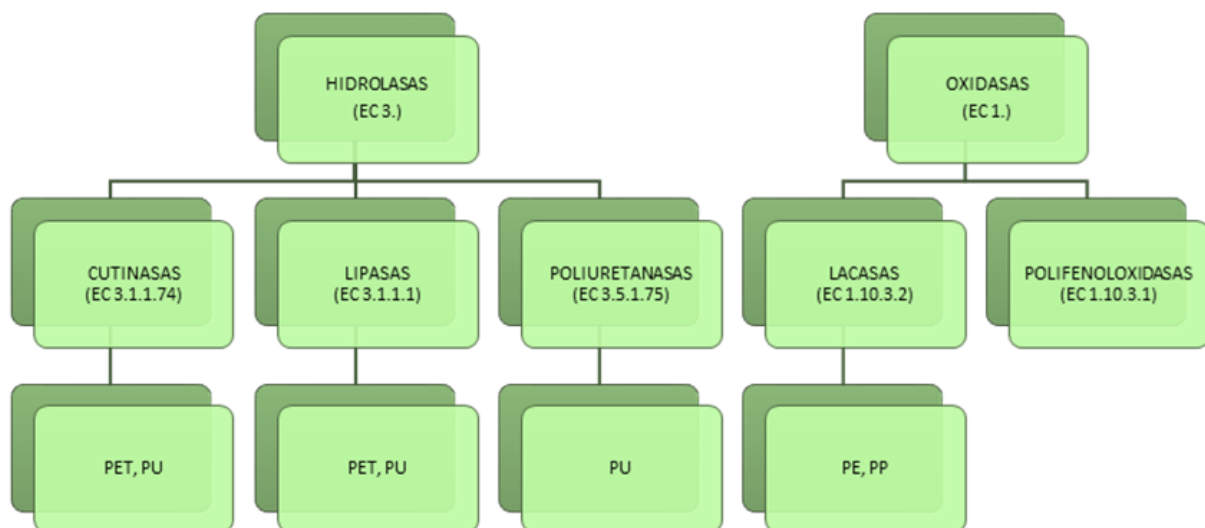 HIDROLASAS
(EC 3.)
OXIDASAS
(EC 1.)
CUTINASAS
(EC 3.1.1.74)
LIPASAS
(EC 3.1.1.1)
POLIURETANASAS
(EC 3.5.1.75)
LACASAS
(EC 1.10.3.2)
POLIFENOLOXIDASAS
(EC 1.10.3.1)
PET, PU
PET, PU
PU
PE, PP